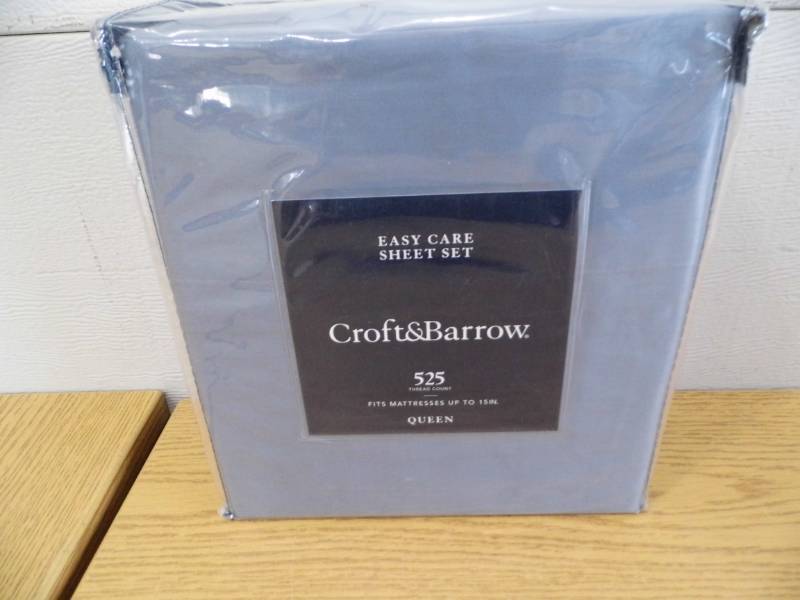 EASY CARE
SHEET SET
Croft&Barrow®
525
THREAD COUNT
FITS MATTRESSES UP TO 15IN.
QUEEN